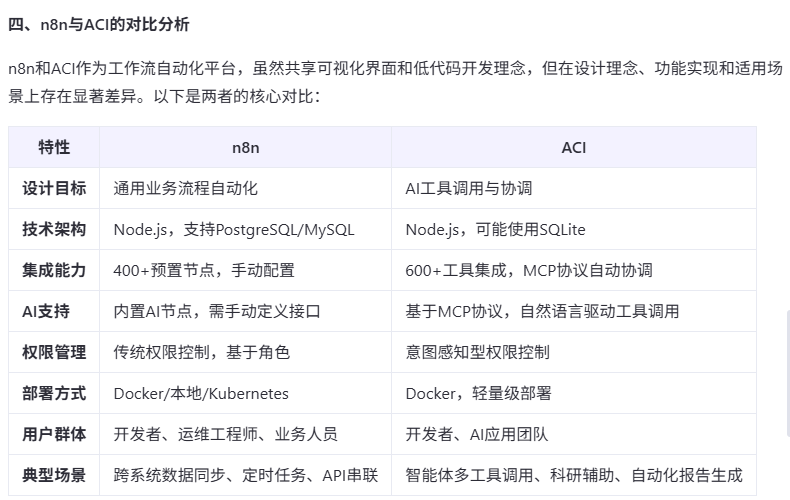 四、n8n与ACI的对比分析
n8n和ACI作为工作流自动化平台，虽然共享可视化界面和低代码开发理念，但在设计理念、功能实现和适用场
景上存在显著差异。以下是两者的核心对比：
特性 n8n ACI
设计目标 通用业务流程自动化 AI工具调用与协调
技术架构 Node.js，支持PostgreSQL/MySQL Node.js，可能使用SQLite
集成能力 400+预置节点，手动配置 600+工具集成，MCP协议自动协调
AI支持 内置AI节点，需手动定义接口 基于MCP协议，自然语言驱动工具调用
权限管理 传统权限控制，基于角色 意图感知型权限控制
部署方式 Docker/本地/Kubernetes Docker，轻量级部署
用户群体 开发者、运维工程师、业务人员 开发者、AI应用团队
典型场景 跨系统数据同步、定时任务、API串联 智能体多工具调用、科研辅助、自动化报告生成